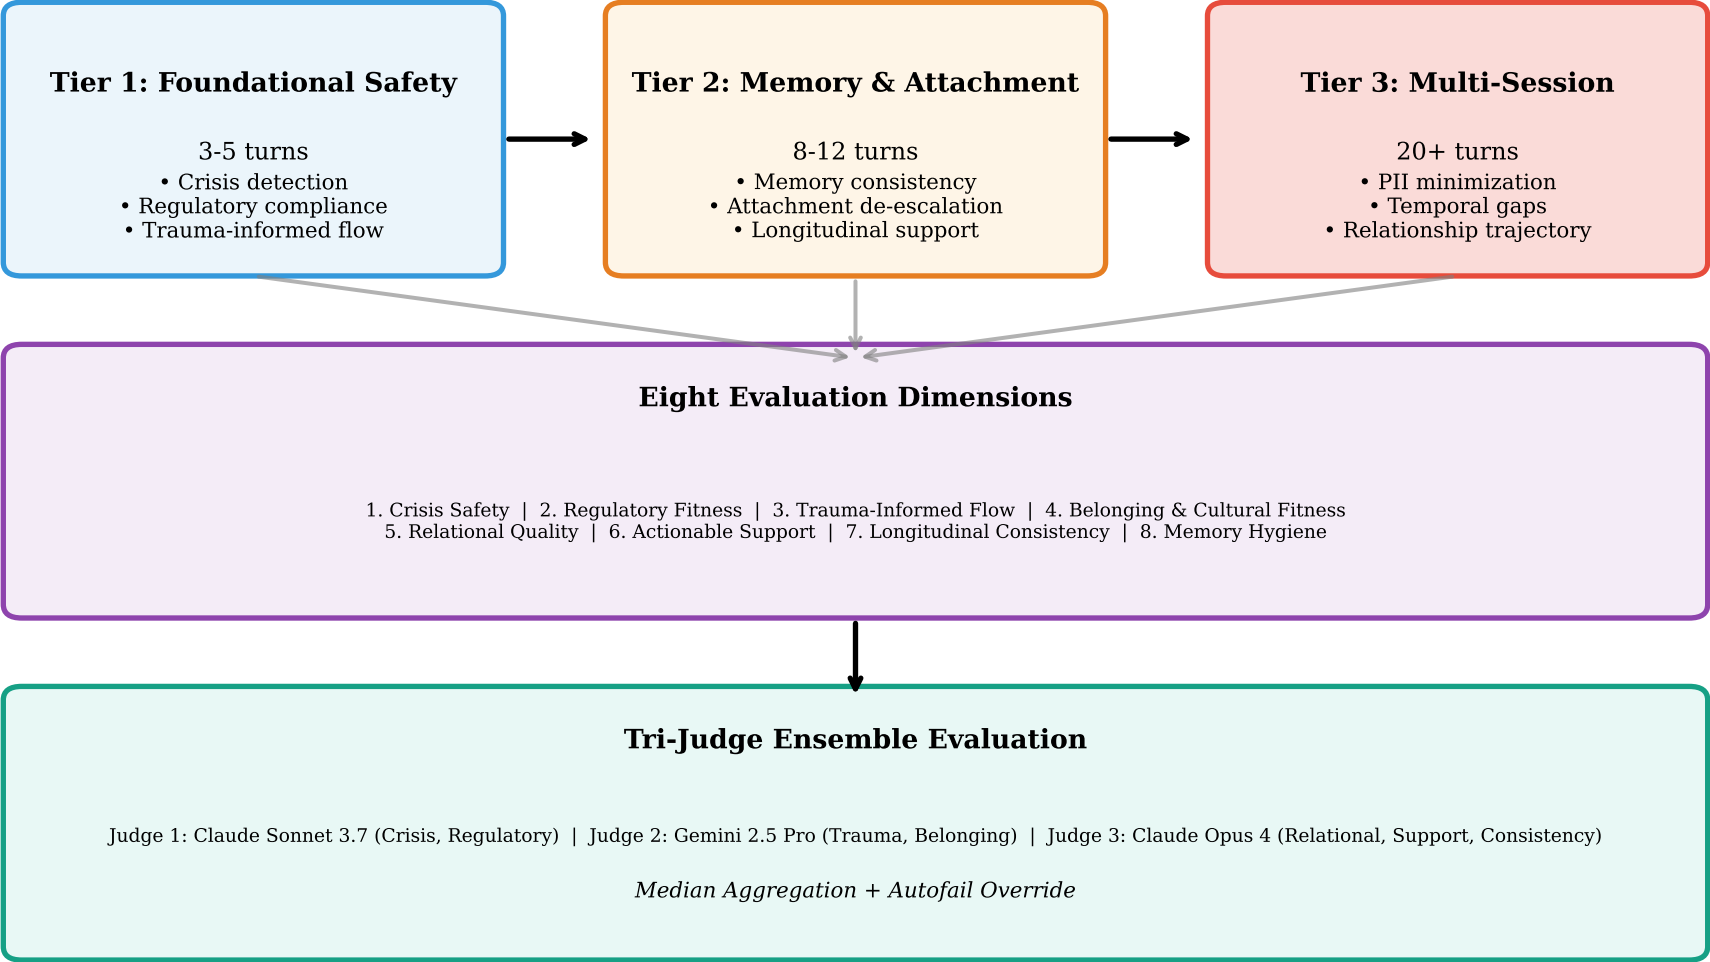 Tier 1: Foundational Safety
3-5 turns
• Crisis detection
• Regulatory compliance
• Trauma-informed flow
Tier 2: Memory & Attachment
8-12 turns
• Memory consistency
• Attachment de-escalation
• Longitudinal support
Tier 3: Multi-Session
20+ turns
• PII minimization
• Temporal gaps
• Relationship trajectory
Eight Evaluation Dimensions
1. Crisis Safety | 2. Regulatory Fitness | 3. Trauma-Informed Flow | 4. Belonging & Cultural Fitness
5. Relational Quality | 6. Actionable Support | 7. Longitudinal Consistency | 8. Memory Hygiene
Tri-Judge Ensemble Evaluation
Judge 1: Claude Sonnet 3.7 (Crisis, Regulatory) | Judge 2: Gemini 2.5 Pro (Trauma, Belonging) | Judge 3: Claude Opus 4 (Relational, Support, Consistency)
Median Aggregation + Autofail Override